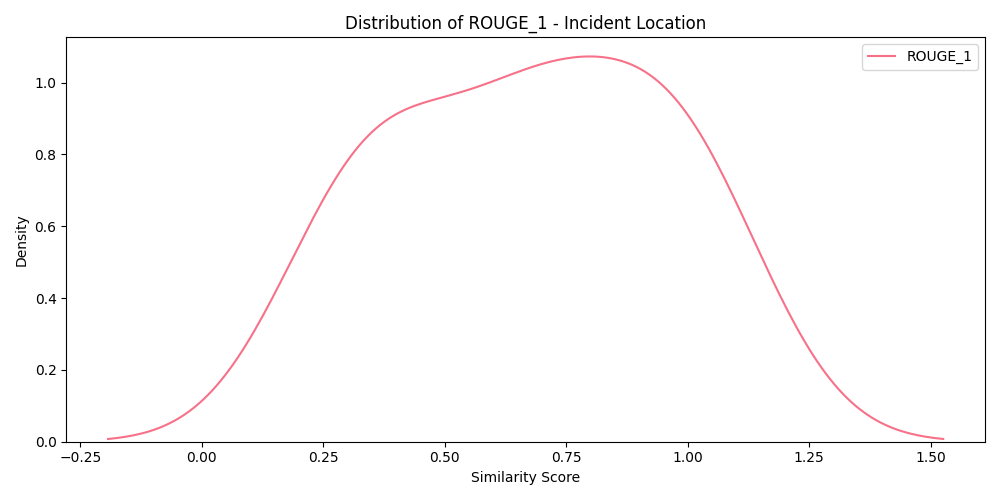 Distribution of ROUGE_1 - Incident Location
ROUGE_1
Density
1.0
0.8
0.6
0.4
0.2
0.0
−0.25 0.00 0.25 0.50 0.75 1.00 1.25 1.50
Similarity Score